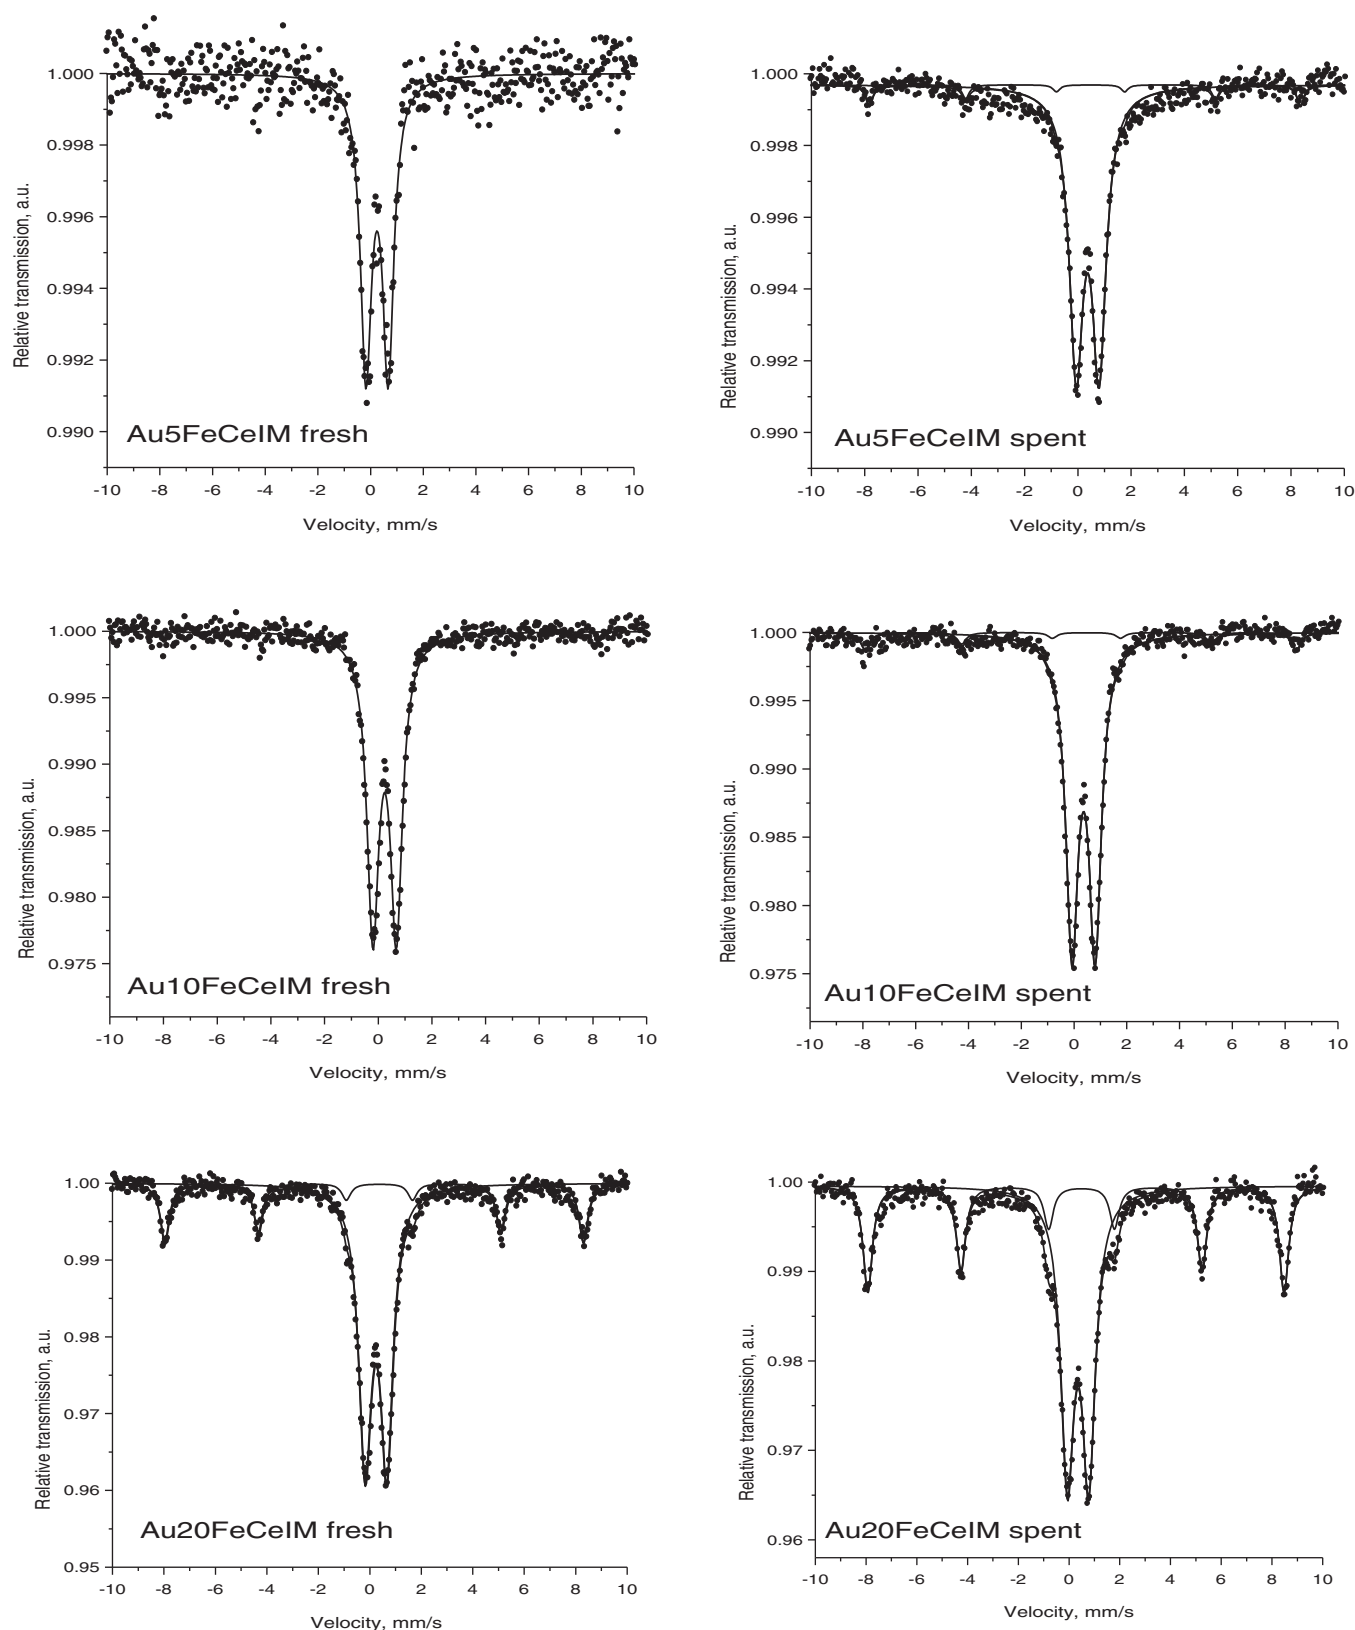 1.000
0.998
0.996
0.994
0.992
0.990
Relative transmission, a.u.
Au5FeCeIM fresh
-10 -8 -6 -4 -2 0 2 4 6 8 10
Velocity, mm/s
1.000
0.998
0.996
0.994
0.992
0.990
Relative transmission, a.u.
Au5FeCeIM spent
-10 -8 -6 -4 -2 0 2 4 6 8 10
Velocity, mm/s
1.000
0.995
0.990
0.985
0.980
0.975
Relative transmission, a.u.
Au10FeCeIM fresh
-10 -8 -6 -4 -2 0 2 4 6 8 10
Velocity, mm/s
1.000
0.995
0.990
0.985
0.980
0.975
Relative transmission, a.u.
Au10FeCeIM spent
-10 -8 -6 -4 -2 0 2 4 6 8 10
Velocity, mm/s
1.00
0.99
0.98
0.97
0.96
0.95
Relative transmission, a.u.
Au20FeCeIM fresh
-10 -8 -6 -4 -2 0 2 4 6 8 10
Velocity, mm/s
1.00
0.99
0.98
0.97
0.96
Relative transmission, a.u.
Au20FeCeIM spent
-10 -8 -6 -4 -2 0 2 4 6 8 10
Velocity, mm/s